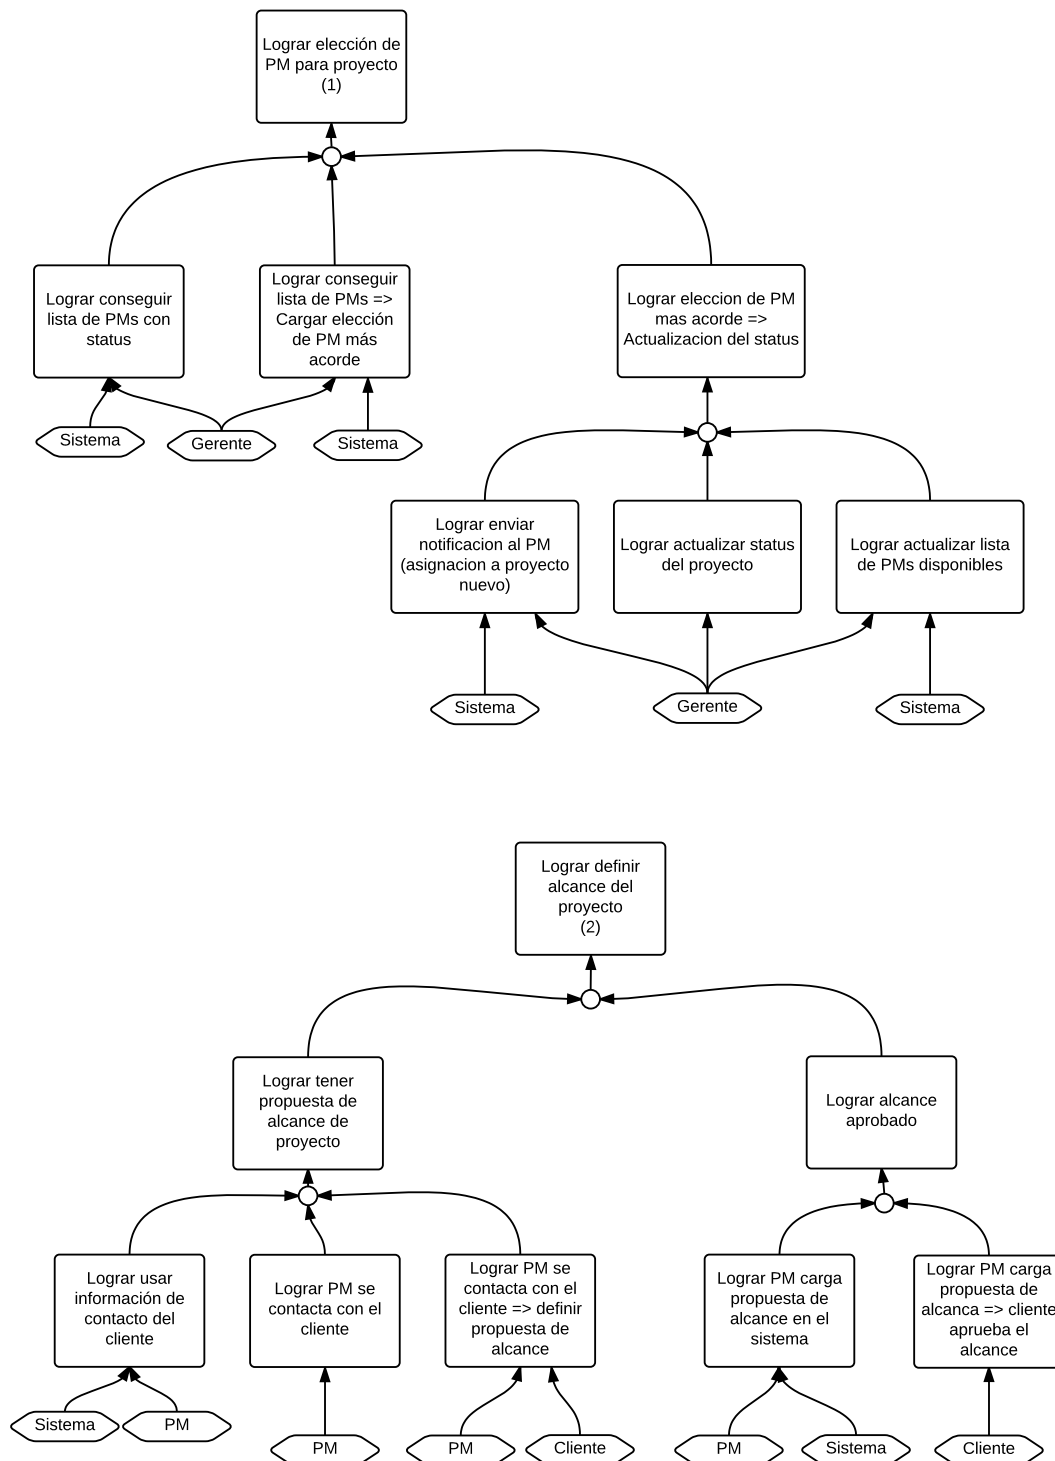 Lograr elección de
PM para proyecto
(1)
Lograr conseguir
lista de PMs con
status
Lograr conseguir
lista de PMs =>
Cargar elección
de PM más
acorde
Lograr eleccion de PM
mas acorde =>
Actualizacion del status
Sistema
Gerente
Sistema
Lograr enviar
notificacion al PM
(asignacion a proyecto
nuevo)
Lograr actualizar status
del proyecto
Lograr actualizar lista
de PMs disponibles
Sistema
Gerente
Sistema
Lograr definir
alcance del
proyecto
(2)
Lograr tener
propuesta de
alcance de
proyecto
Lograr alcance
aprobado
Lograr usar
información de
contacto del
cliente
Lograr PM se
contacta con el
cliente
Lograr PM se
contacta con el
cliente => definir
propuesta de
alcance
Lograr PM carga
propuesta de
alcance en el
sistema
Lograr PM carga
propuesta de
alcanca => cliente
aprueba el
alcance
Sistema
PM
PM
PM
Cliente
PM
Sistema
Cliente